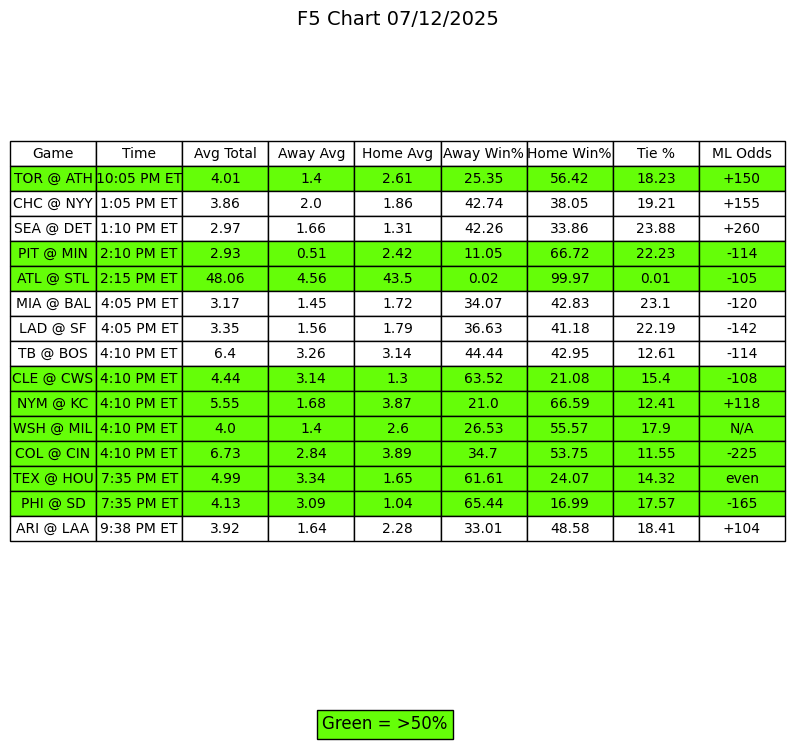 F5 Chart 07/12/2025
Game Time Avg Total Away Avg Home Avg Away Win% Home Win% Tie % ML Odds
TOR @ ATH 10:05 PM ET 4.01 1.4 2.61 25.35 56.42 18.23 +150
CHC @ NYY 1:05 PM ET 3.86 2.0 1.86 42.74 38.05 19.21 +155
SEA @ DET 1:10 PM ET 2.97 1.66 1.31 42.26 33.86 23.88 +260
PIT @ MIN 2:10 PM ET 2.93 0.51 2.42 11.05 66.72 22.23 -114
ATL @ STL 2:15 PM ET 48.06 4.56 43.5 0.02 99.97 0.01 -105
MIA @ BAL 4:05 PM ET 3.17 1.45 1.72 34.07 42.83 23.1 -120
LAD @ SF 4:05 PM ET 3.35 1.56 1.79 36.63 41.18 22.19 -142
TB @ BOS 4:10 PM ET 6.4 3.26 3.14 44.44 42.95 12.61 -114
CLE @ CWS 4:10 PM ET 4.44 3.14 1.3 63.52 21.08 15.4 -108
NYM @ KC 4:10 PM ET 5.55 1.68 3.87 21.0 66.59 12.41 +118
WSH @ MIL 4:10 PM ET 4.0 1.4 2.6 26.53 55.57 17.9 N/A
COL @ CIN 4:10 PM ET 6.73 2.84 3.89 34.7 53.75 11.55 -225
TEX @ HOU 7:35 PM ET 4.99 3.34 1.65 61.61 24.07 14.32 even
PHI @ SD 7:35 PM ET 4.13 3.09 1.04 65.44 16.99 17.57 -165
ARI @ LAA 9:38 PM ET 3.92 1.64 2.28 33.01 48.58 18.41 +104
Green = >50%